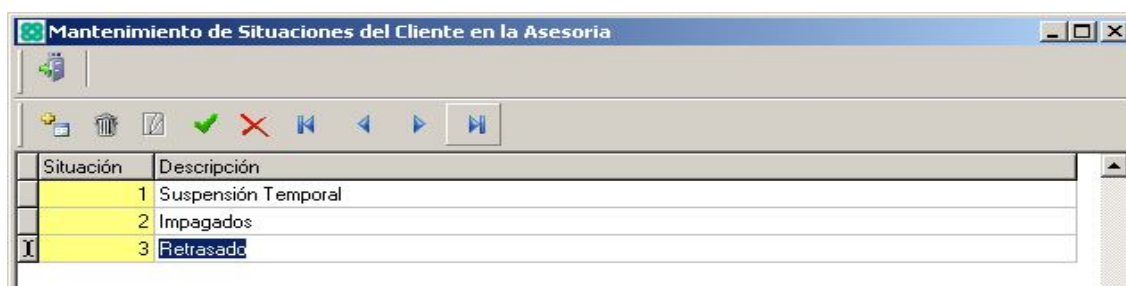 Mantenimiento de Situaciones del Cliente en la Asesoria
Situación Descripción
1 Suspensión Temporal
2 Impagados
3 Retrasado